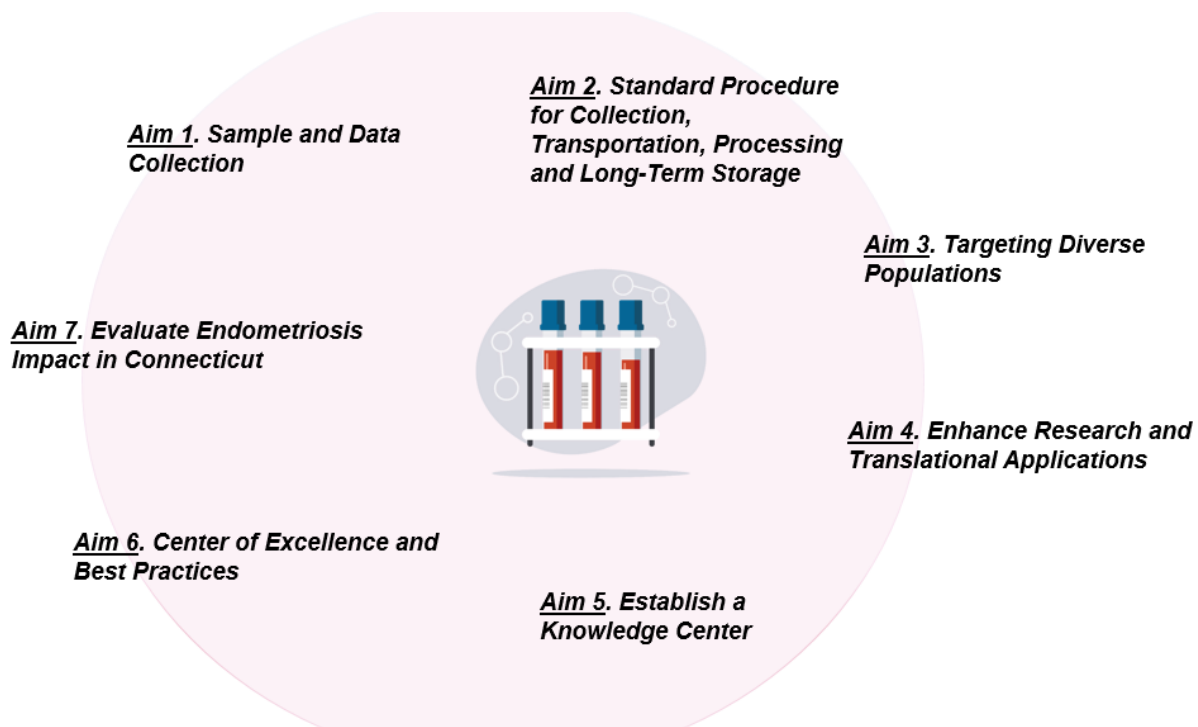 Aim 1. Sample and Data
Collection
Aim 2. Standard Procedure
for Collection,
Transportation, Processing
and Long-Term Storage
Aim 3. Targeting Diverse
Populations
Aim 4. Enhance Research and
Translational Applications
Aim 5. Establish a
Knowledge Center
Aim 6. Center of Excellence and
Best Practices
Aim 7. Evaluate Endometriosis
Impact in Connecticut